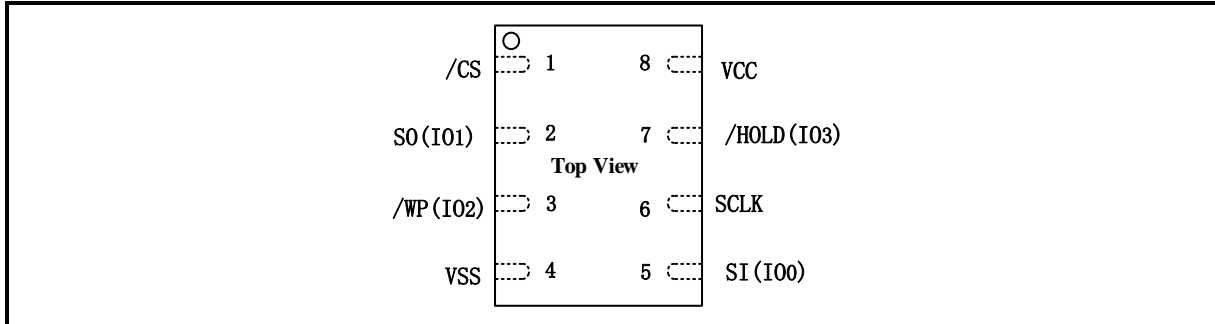 /CS 1 8 VCC
SO(IO1) 2 7 /HOLD(IO3)
Top View
/WP(IO2) 3 6 SCLK
VSS 4 5 SI(IO0)